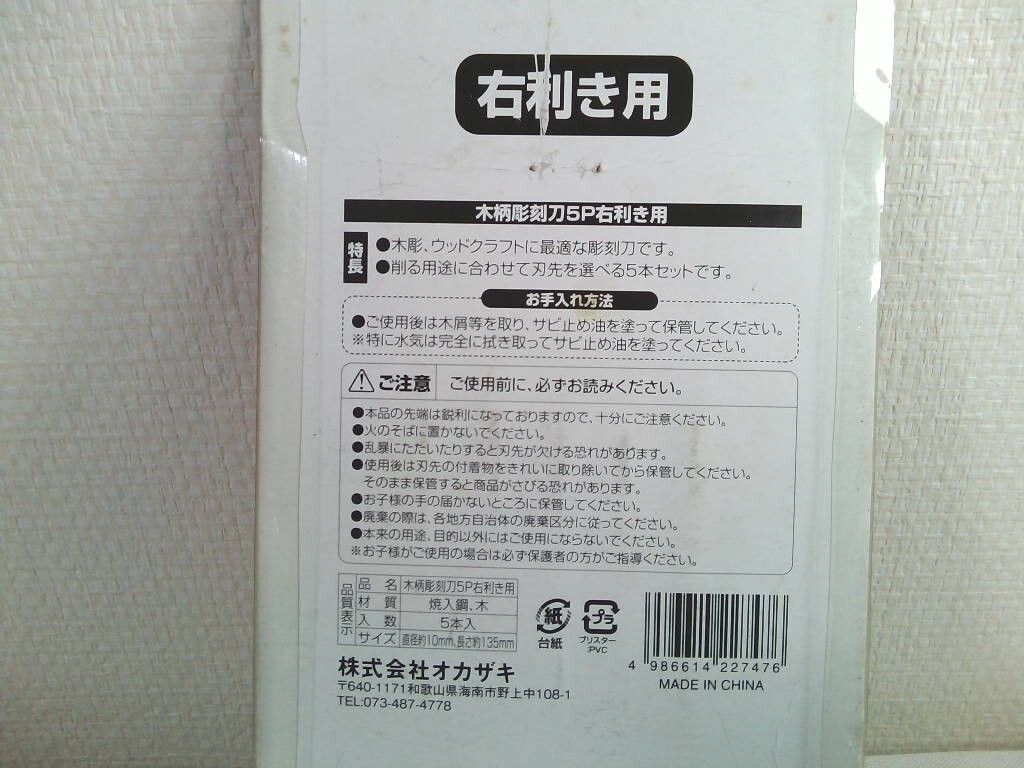 右利き用
木柄彫刻刀5P右利き用
特長
●木彫、ウッドクラフトに最適な彫刻刀です。
●削る用途に合わせて刃先を選べる5本セットです。
お手入れ方法
●ご使用後は木屑等を取り、サビ止め油を塗って保管してください。
※特に水気は完全に拭き取ってサビ止め油を塗ってください。
ご注意 ご使用前に、必ずお読みください。
●本品の先端は鋭利になっておりますので、十分にご注意ください。
●火のそばに置かないでください。
●乱暴にたたいたりすると刃先が欠ける恐れがあります。
●使用後は刃先の付着物をきれいに取り除いてから保管してください。
そのまま保管すると商品がさびる恐れがあります。
●お子様の手の届かないところに保管してください。
●廃棄の際は、各地方自治体の廃棄区分に従ってください。
●本来の用途、目的以外にはご使用にならないでください。
※お子様がご使用の場合は必ず保護者の方がご指導ください。
品質表示
品 名 木柄彫刻刀5P右利き用
材 質 焼入鋼、木
入 数 5本入
サイズ 直径約10mm、長さ約135mm
紙
台紙
プラ
ブリスター
:PVC
4 986614 227476
MADE IN CHINA
株式会社オカザキ
〒640-1171和歌山県海南市野上中108-1
TEL:073-487-4778